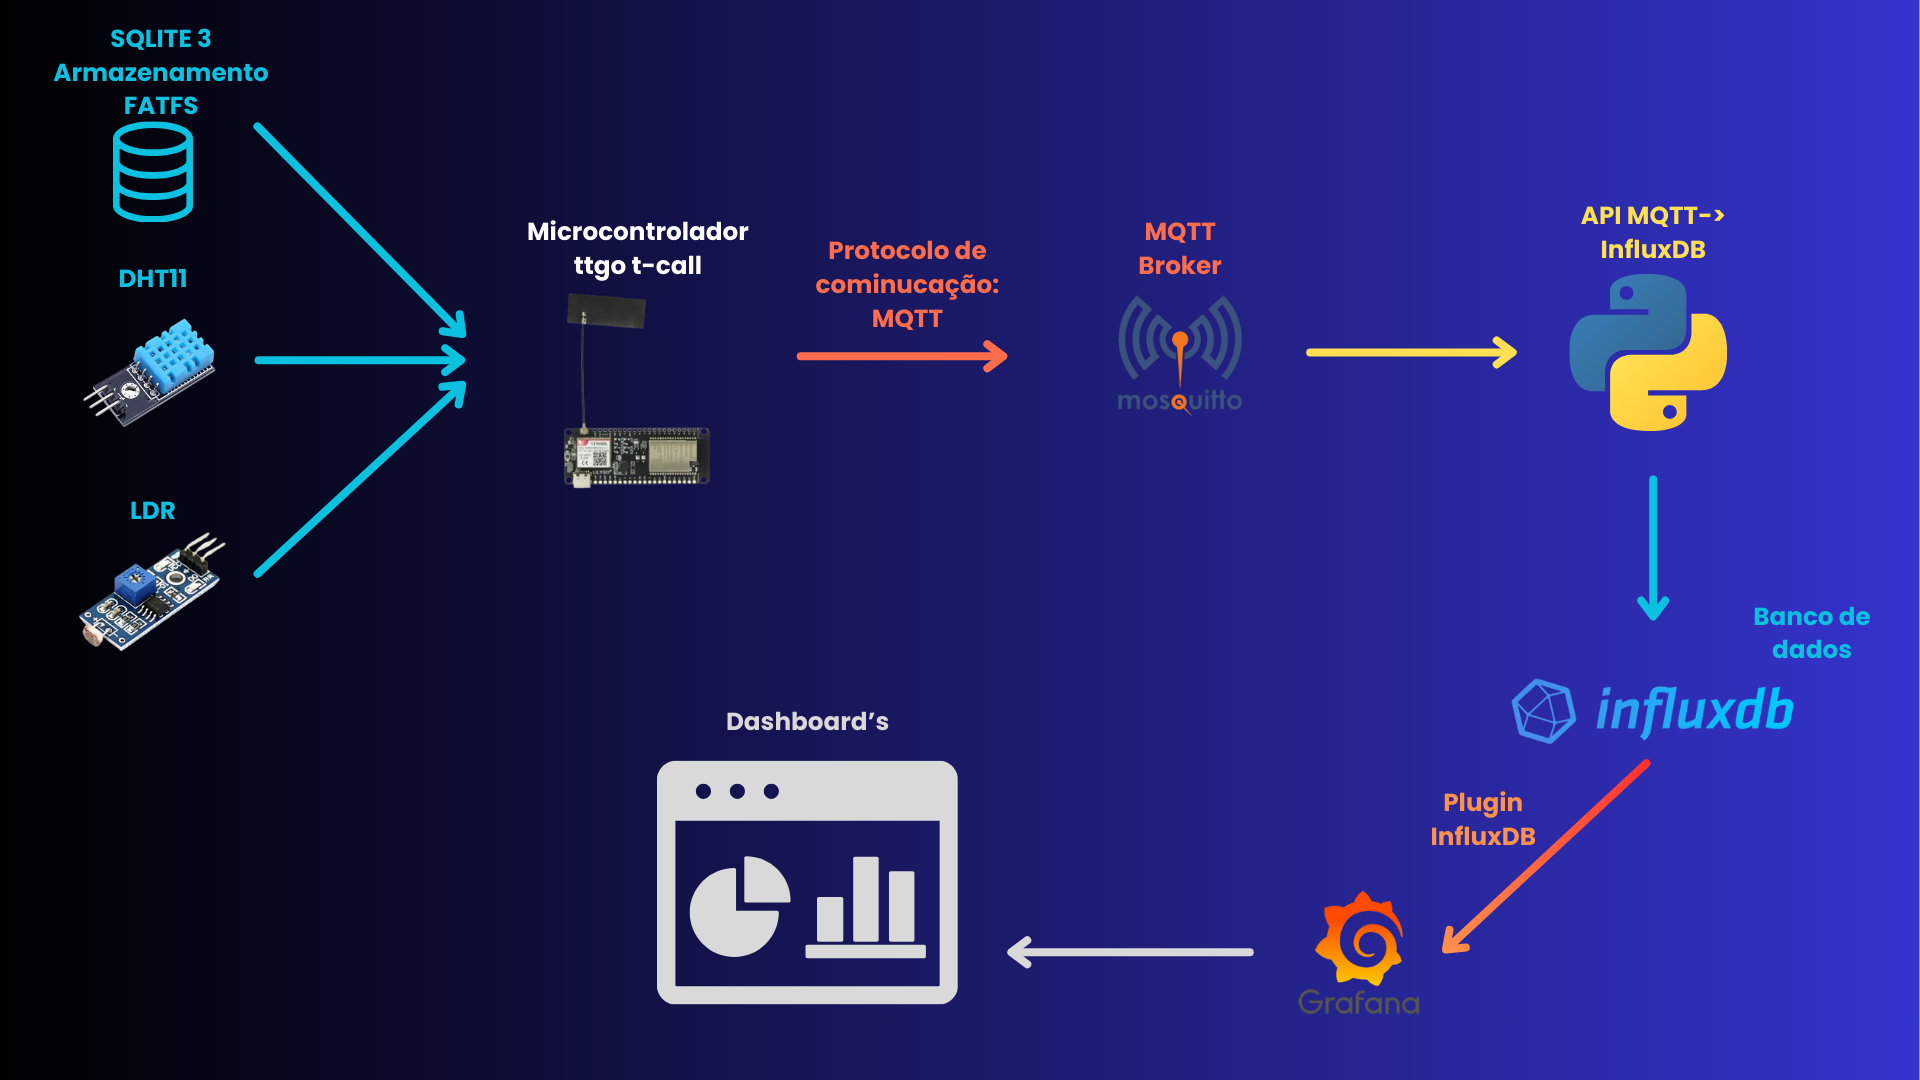 SQLITE 3
Armazenamento
FATFS
DHT11
LDR
Microcontrolador
ttgo t-call
Protocolo de
cominucação:
MQTT
MQTT
Broker
mosquitto
API MQTT->
InfluxDB
Banco de
dados
influxdb
Plugin
InfluxDB
Grafana
Dashboard’s